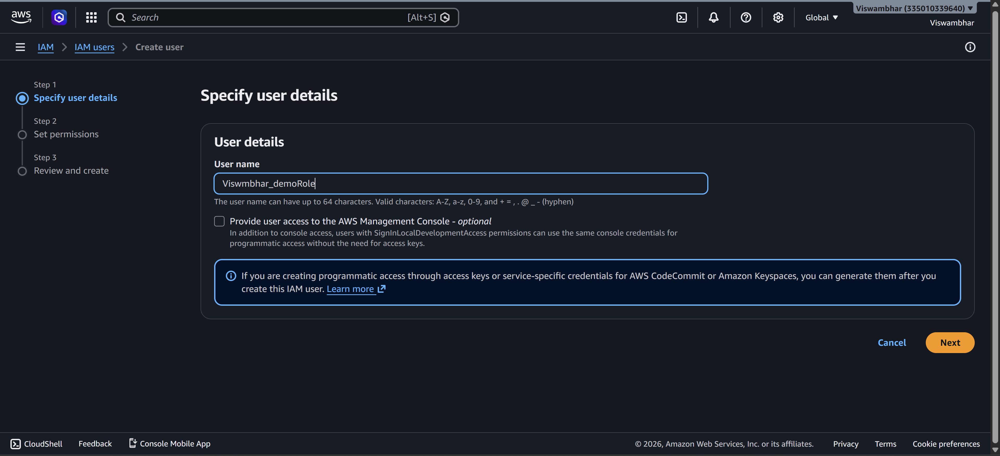 aws
Search
[Alt+S]
Global
Viswambhar (335010339640)
Viswambhar
IAM
IAM users
Create user
Step 1
Specify user details
Step 2
Set permissions
Step 3
Review and create
Specify user details
User details
User name
Viswmbhar_demoRole
The user name can have up to 64 characters. Valid characters: A-Z, a-z, 0-9, and + = , . @ _ - (hyphen)
Provide user access to the AWS Management Console - optional
In addition to console access, users with SignInLocalDevelopmentAccess permissions can use the same console credentials for
programmatic access without the need for access keys.
If you are creating programmatic access through access keys or service-specific credentials for AWS CodeCommit or Amazon Keyspaces, you can generate them after you
create this IAM user. Learn more
Cancel
Next
CloudShell
Feedback
Console Mobile App
© 2026, Amazon Web Services, Inc. or its affiliates.
Privacy
Terms
Cookie preferences